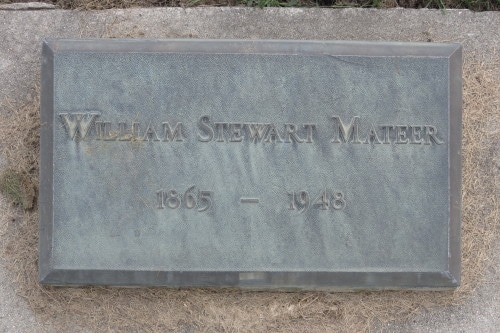 William Stewart Mateer
1865 – 1948